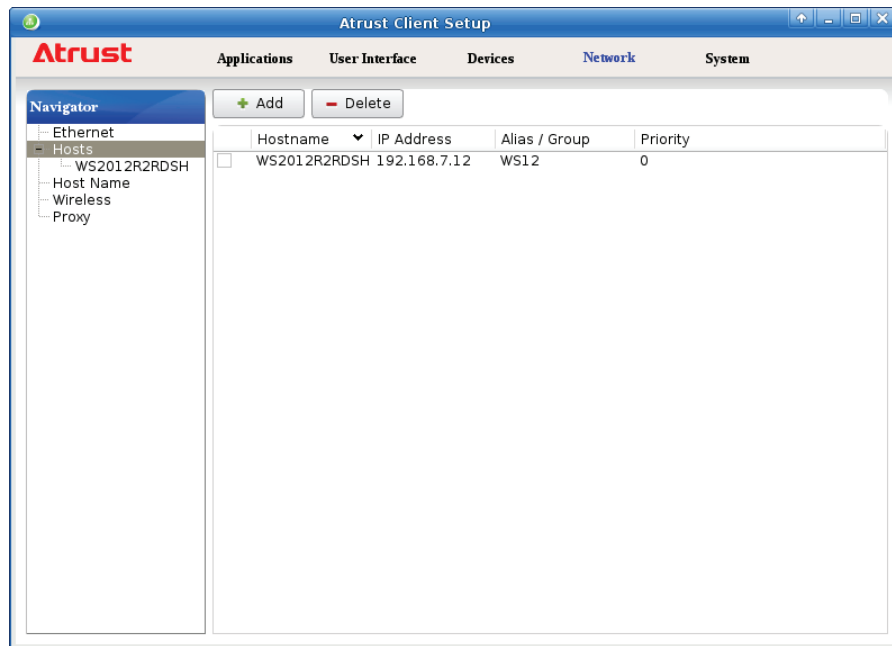 Atrust Client Setup
Atrust
Applications User Interface Devices Network System
Navigator
Ethernet
Hosts
WS2012R2RDSH
Host Name
Wireless
Proxy
Add Delete
Hostname IP Address Alias / Group Priority
WS2012R2RDSH 192.168.7.12 WS12 0